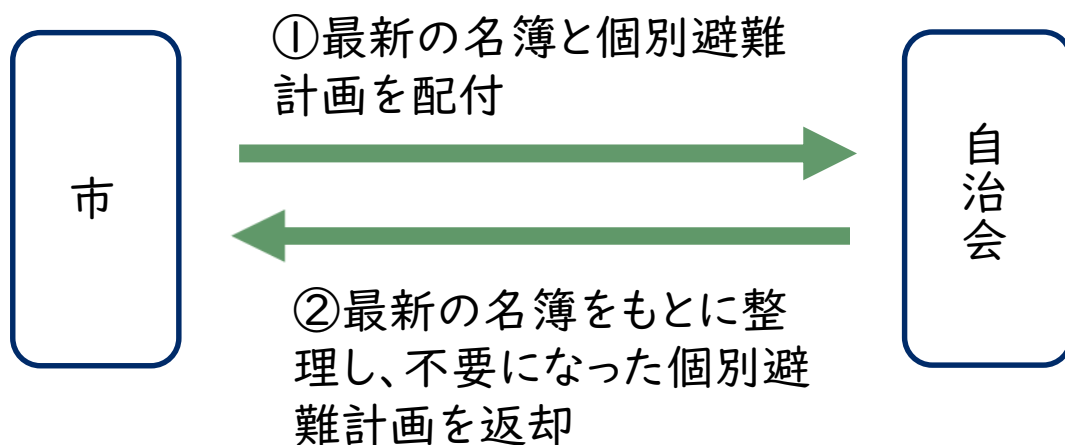 ①最新の名簿と個別避難
計画を配付
市
自治会
②最新の名簿をもとに整
理し、不要になった個別避
難計画を返却